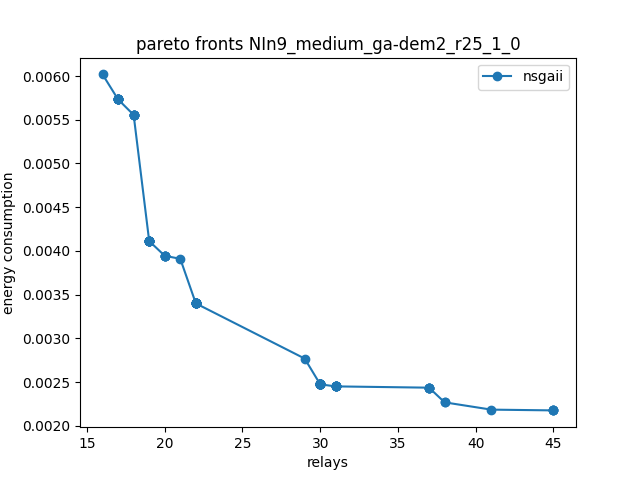 pareto fronts NIn9_medium_ga-dem2_r25_1_0
nsgaii
0.0060
0.0055
0.0050
0.0045
0.0040
0.0035
0.0030
0.0025
0.0020
energy consumption
15 20 25 30 35 40 45
relays